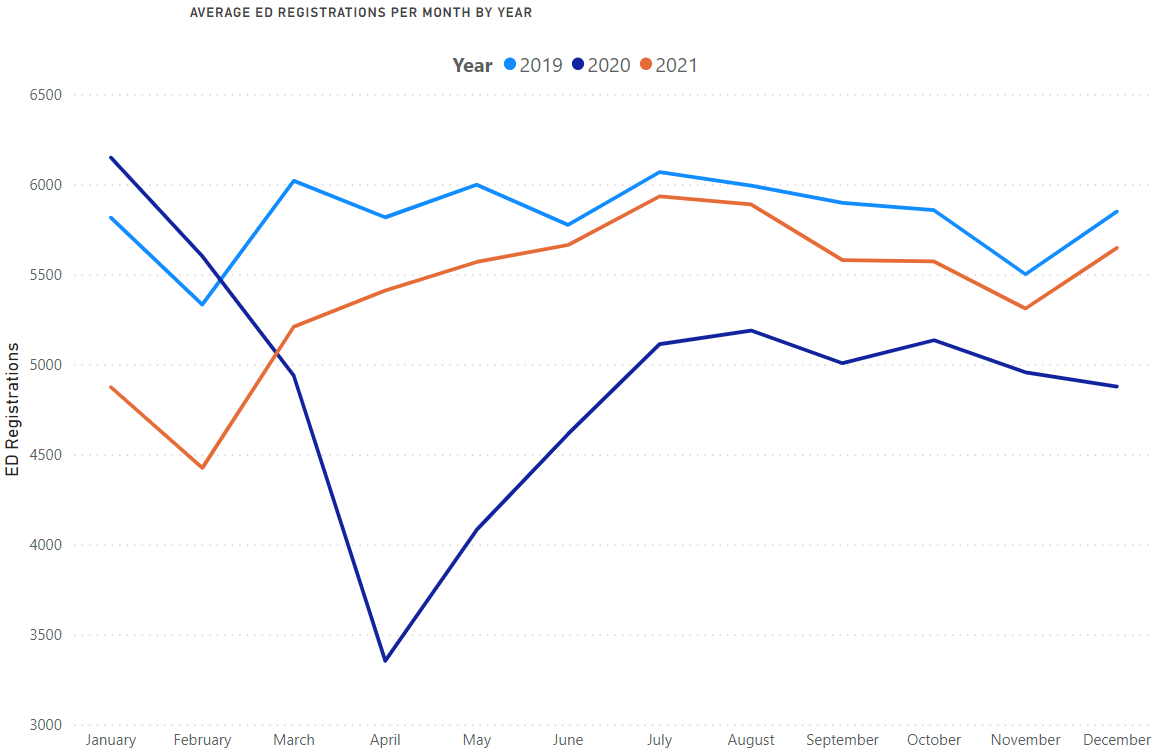 AVERAGE ED REGISTRATIONS PER MONTH BY YEAR
Year 2019 2020 2021
6500
6000
5500
5000
4500
4000
3500
3000
ED Registrations
January February March April May June July August September October November December